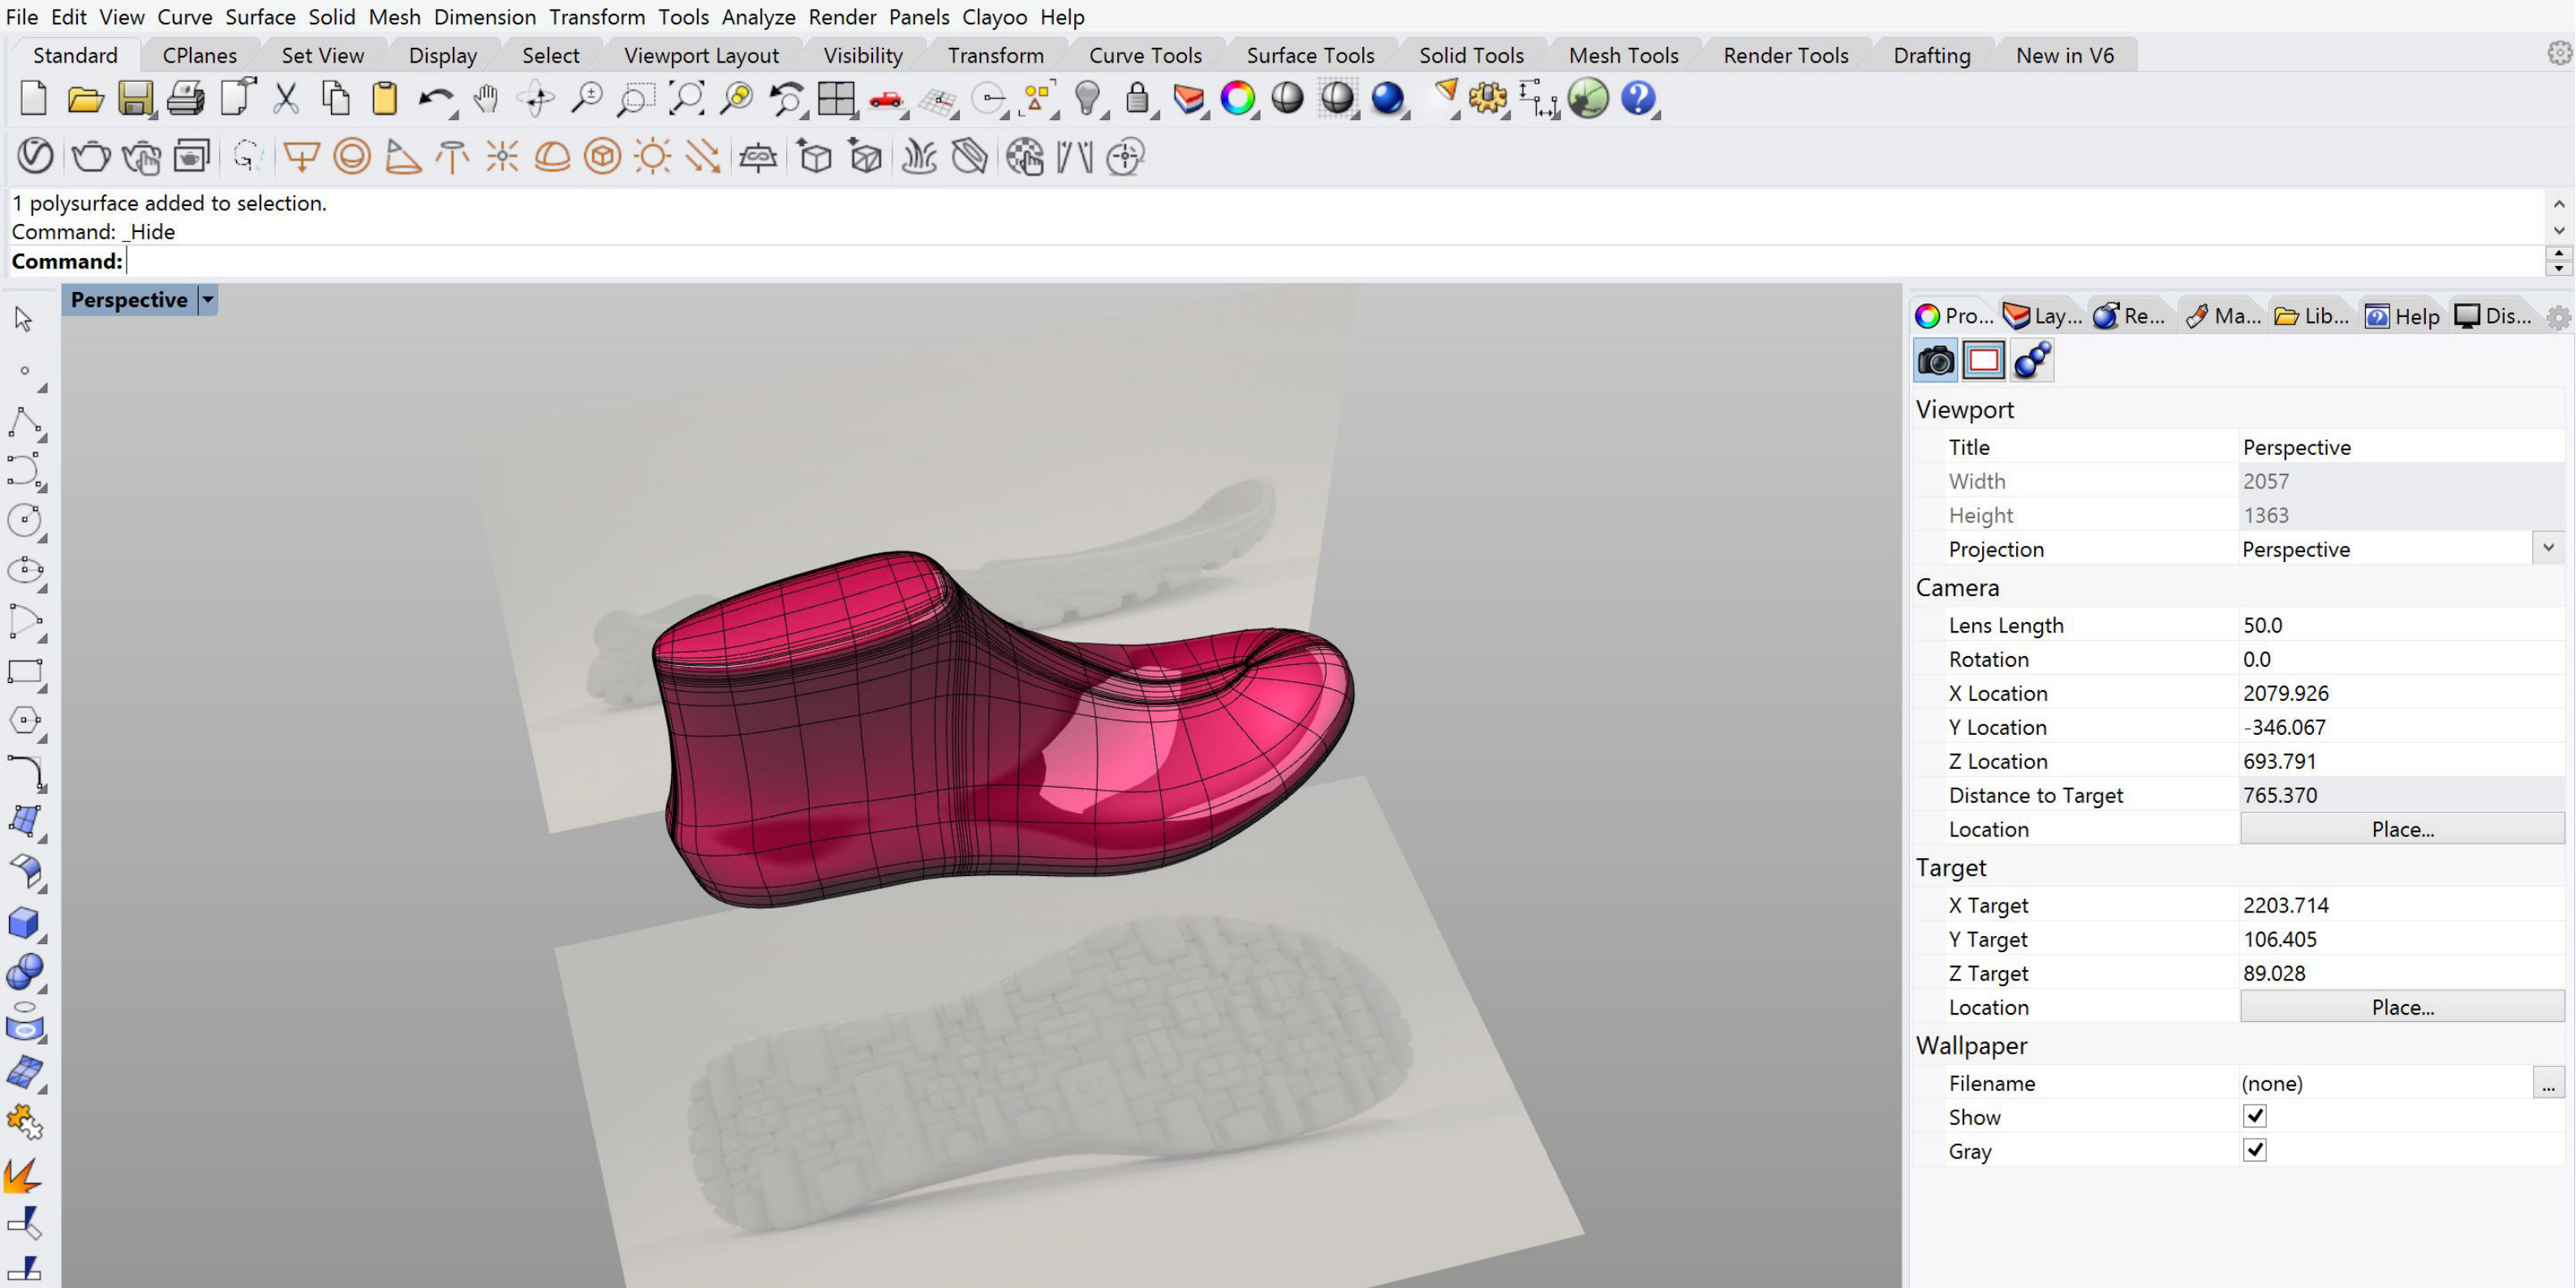 File Edit View Curve Surface Solid Mesh Dimension Transform Tools Analyze Render Panels Clayoo Help
Standard CPlanes Set View Display Select Viewport Layout Visibility Transform Curve Tools Surface Tools Solid Tools Mesh Tools Render Tools Drafting New in V6
1 polysurface added to selection.
Command: _Hide
Command:
Perspective
Pro... Lay... Re... Ma... Lib... Help Dis...
Viewport
Title Perspective
Width 2057
Height 1363
Projection Perspective
Camera
Lens Length 50.0
Rotation 0.0
X Location 2079.926
Y Location -346.067
Z Location 693.791
Distance to Target 765.370
Location Place...
Target
X Target 2203.714
Y Target 106.405
Z Target 89.028
Location Place...
Wallpaper
Filename (none) ...
Show
Gray